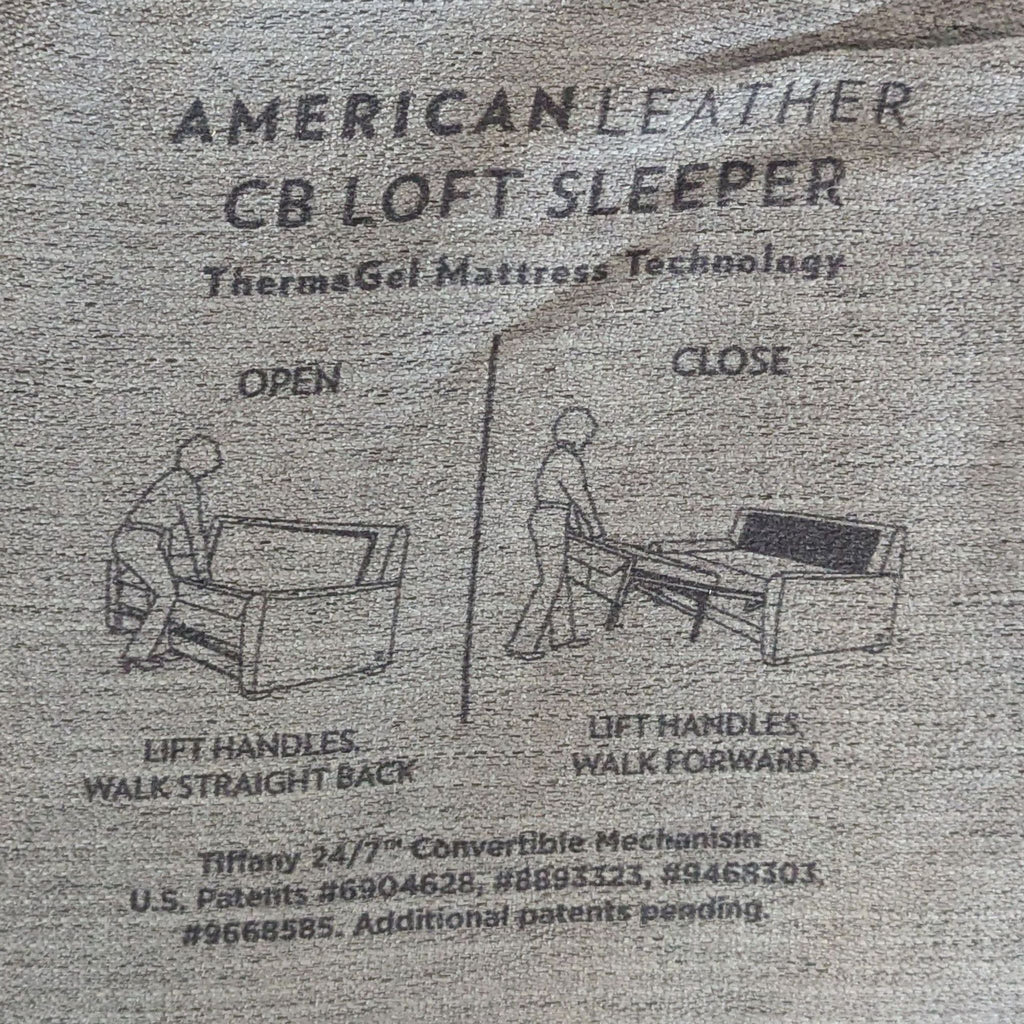 AMERICAN LEATHER
CB LOFT SLEEPER
ThermaGel Mattress Technology
OPEN
CLOSE
LIFT HANDLES,
WALK STRAIGHT BACK
LIFT HANDLES,
WALK FORWARD
Tiffany 24/7™ Convertible Mechanism
U.S. Patents #6904628, #8893323, #9468303,
#9668585. Additional patents pending.